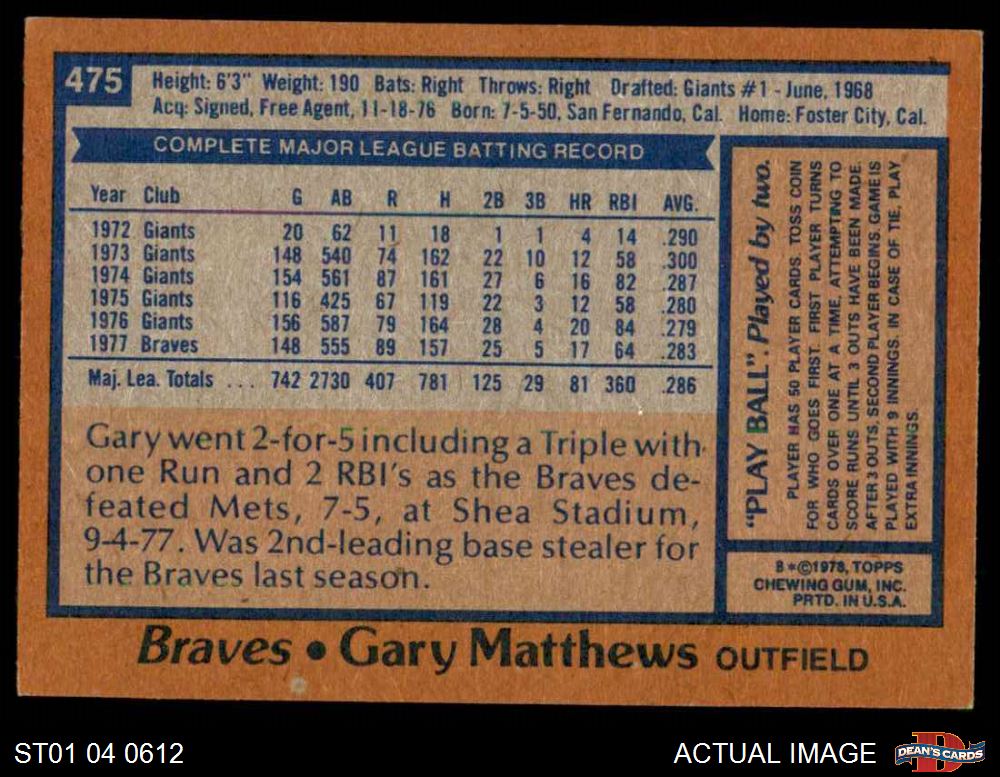 475
Height: 6'3" Weight: 190 Bats: Right Throws: Right Drafted: Giants #1 - June, 1968
Acq: Signed, Free Agent, 11-18-76 Born: 7-5-50, San Fernando, Cal. Home: Foster City, Cal.
COMPLETE MAJOR LEAGUE BATTING RECORD
Year Club G AB R H 2B 3B HR RBI AVG.
1972 Giants 20 62 11 18 1 1 4 14 .290
1973 Giants 148 540 74 162 22 10 12 58 .300
1974 Giants 154 561 87 161 27 6 16 82 .287
1975 Giants 116 425 67 119 22 3 12 58 .280
1976 Giants 156 587 79 164 28 4 20 84 .279
1977 Braves 148 555 89 157 25 5 17 64 .283
Maj. Lea. Totals ... 742 2730 407 781 125 29 81 360 .286
Gary went 2-for-5 including a Triple with
one Run and 2 RBI's as the Braves de-
feated Mets, 7-5, at Shea Stadium,
9-4-77. Was 2nd-leading base stealer for
the Braves last season.
"PLAY BALL". Played by two.
PLAYER HAS 50 PLAYER CARDS. TOSS COIN
FOR WHO GOES FIRST. FIRST PLAYER TURNS
CARDS OVER ONE AT A TIME, ATTEMPTING TO
SCORE RUNS UNTIL 3 OUTS HAVE BEEN MADE.
AFTER 3 OUTS, SECOND PLAYER BEGINS. GAME IS
PLAYED WITH 9 INNINGS. IN CASE OF TIE, PLAY
EXTRA INNINGS.
B*©1978, TOPPS
CHEWING GUM, INC.
PRTD. IN U.S.A.
Braves • Gary Matthews OUTFIELD
ST01 04 0612
ACTUAL IMAGE
DEAN'S CARDS